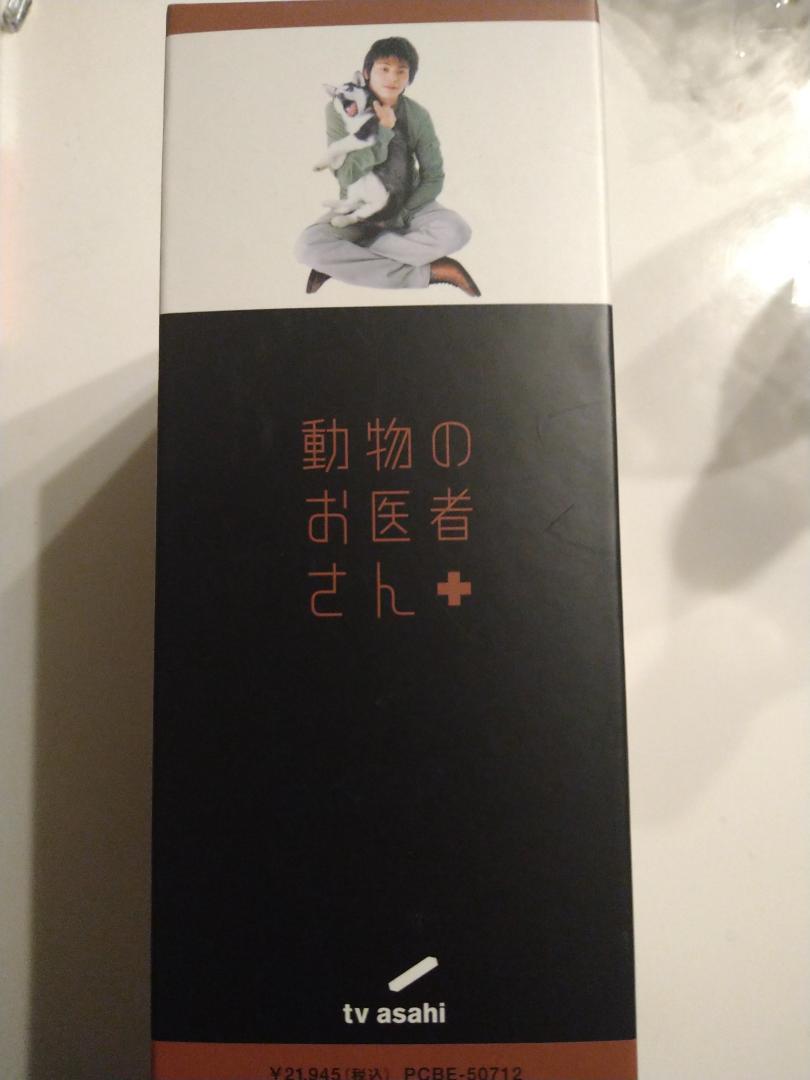 動物の
お医者
さん
tv asahi
¥21,945(税込) PCBE-50712